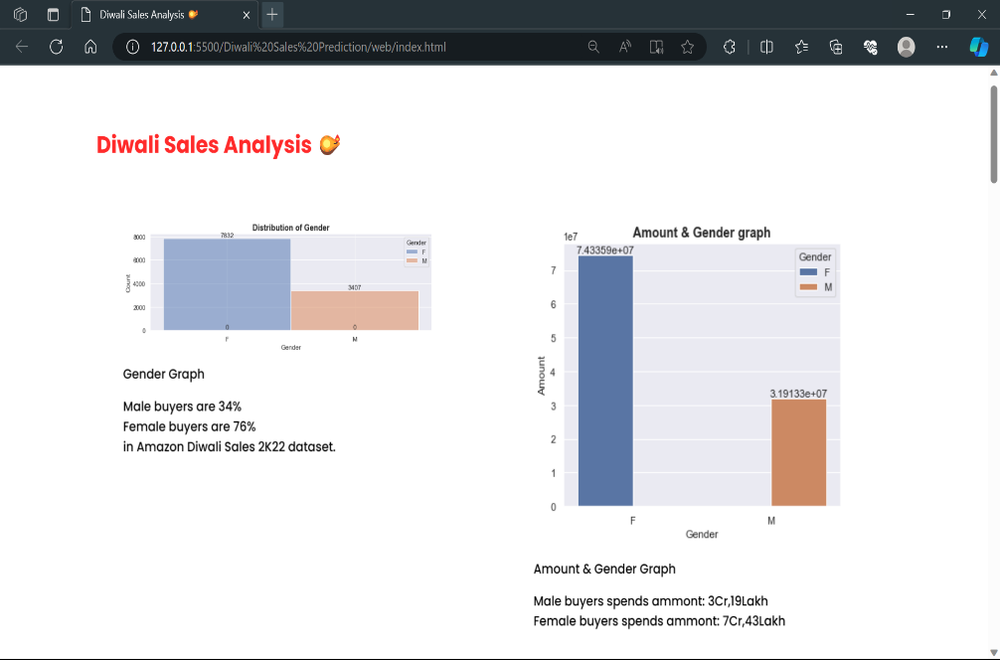 Diwali Sales Analysis
127.0.0.1:5500/Diwali%20Sales%20Prediction/web/index.html
Diwali Sales Analysis
Distribution of Gender
8000
6000
4000
2000
0
Count
7832
3407
0
0
Gender
F
M
F
M
Gender
Gender Graph
Male buyers are 34%
Female buyers are 76%
in Amazon Diwali Sales 2K22 dataset.
Amount & Gender graph
1e7
7
6
5
4
3
2
1
0
Amount
7.43359e+07
3.19133e+07
Gender
F
M
F
M
Gender
Amount & Gender Graph
Male buyers spends ammont: 3Cr,19Lakh
Female buyers spends ammont: 7Cr,43Lakh